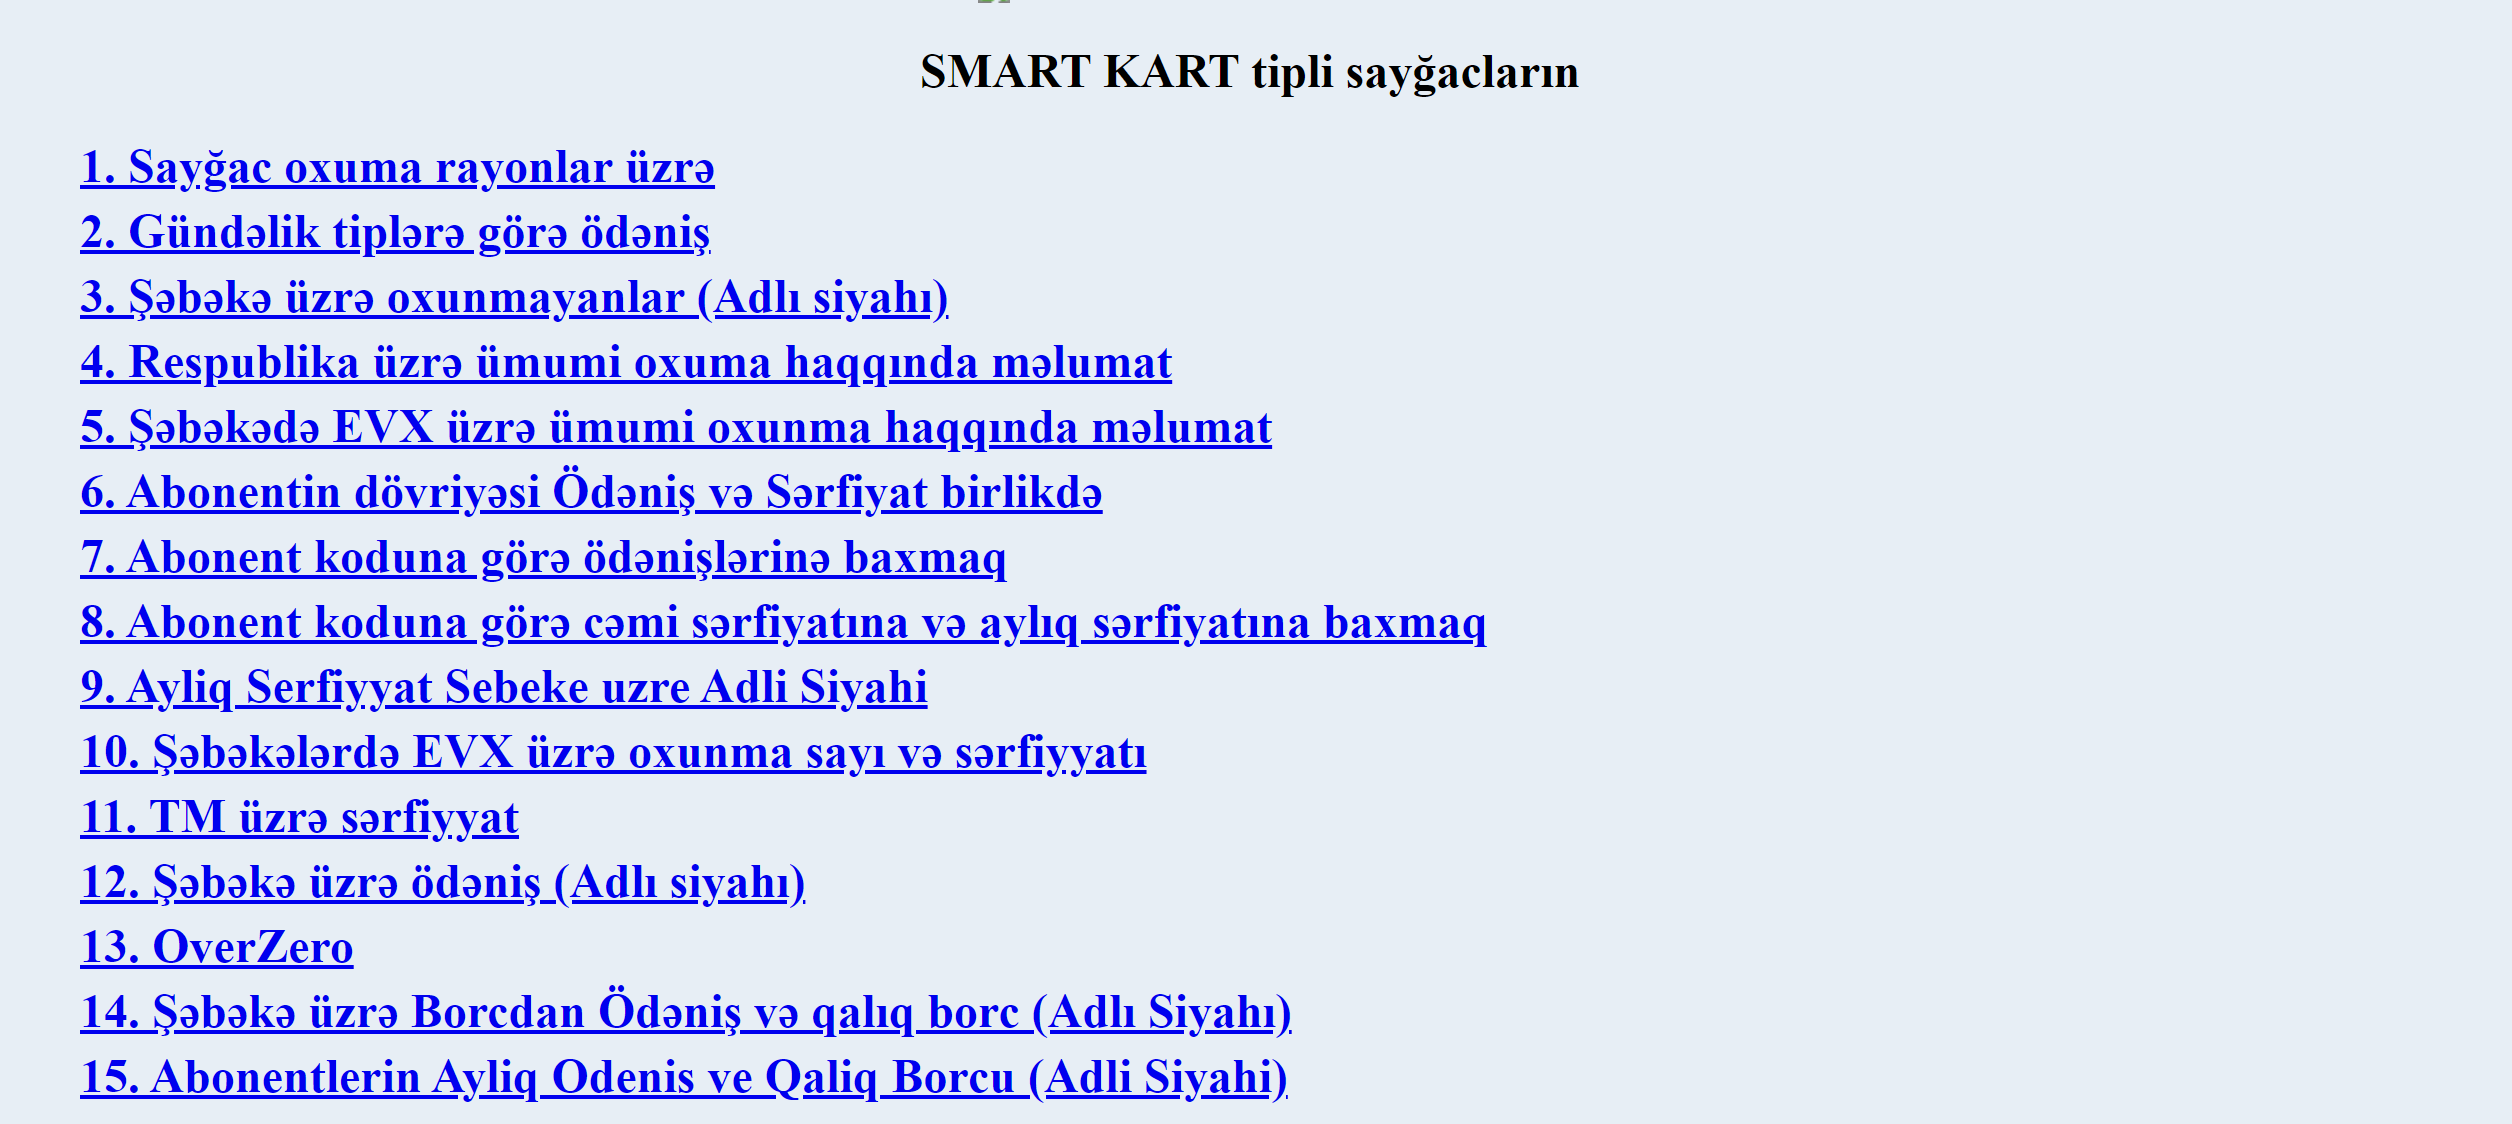 SMART KART tipli sayğacların
1. Sayğac oxuma rayonlar üzrə
2. Gündəlik tiplərə görə ödəniş
3. Şəbəkə üzrə oxunmayanlar (Adlı siyahı)
4. Respublika üzrə ümumi oxuma haqqında məlumat
5. Şəbəkədə EVX üzrə ümumi oxunma haqqında məlumat
6. Abonentin dövriyəsi Ödəniş və Sərfiyat birlikdə
7. Abonent koduna görə ödənişlərinə baxmaq
8. Abonent koduna görə cəmi sərfiyatına və aylıq sərfiyatına baxmaq
9. Ayliq Serfiyyat Sebeke uzre Adli Siyahi
10. Şəbəkələrdə EVX üzrə oxunma sayı və sərfiyyatı
11. TM üzrə sərfiyyat
12. Şəbəkə üzrə ödəniş (Adlı siyahı)
13. OverZero
14. Şəbəkə üzrə Borcdan Ödəniş və qalıq borc (Adlı Siyahı)
15. Abonentlerin Ayliq Odenis ve Qaliq Borcu (Adli Siyahi)